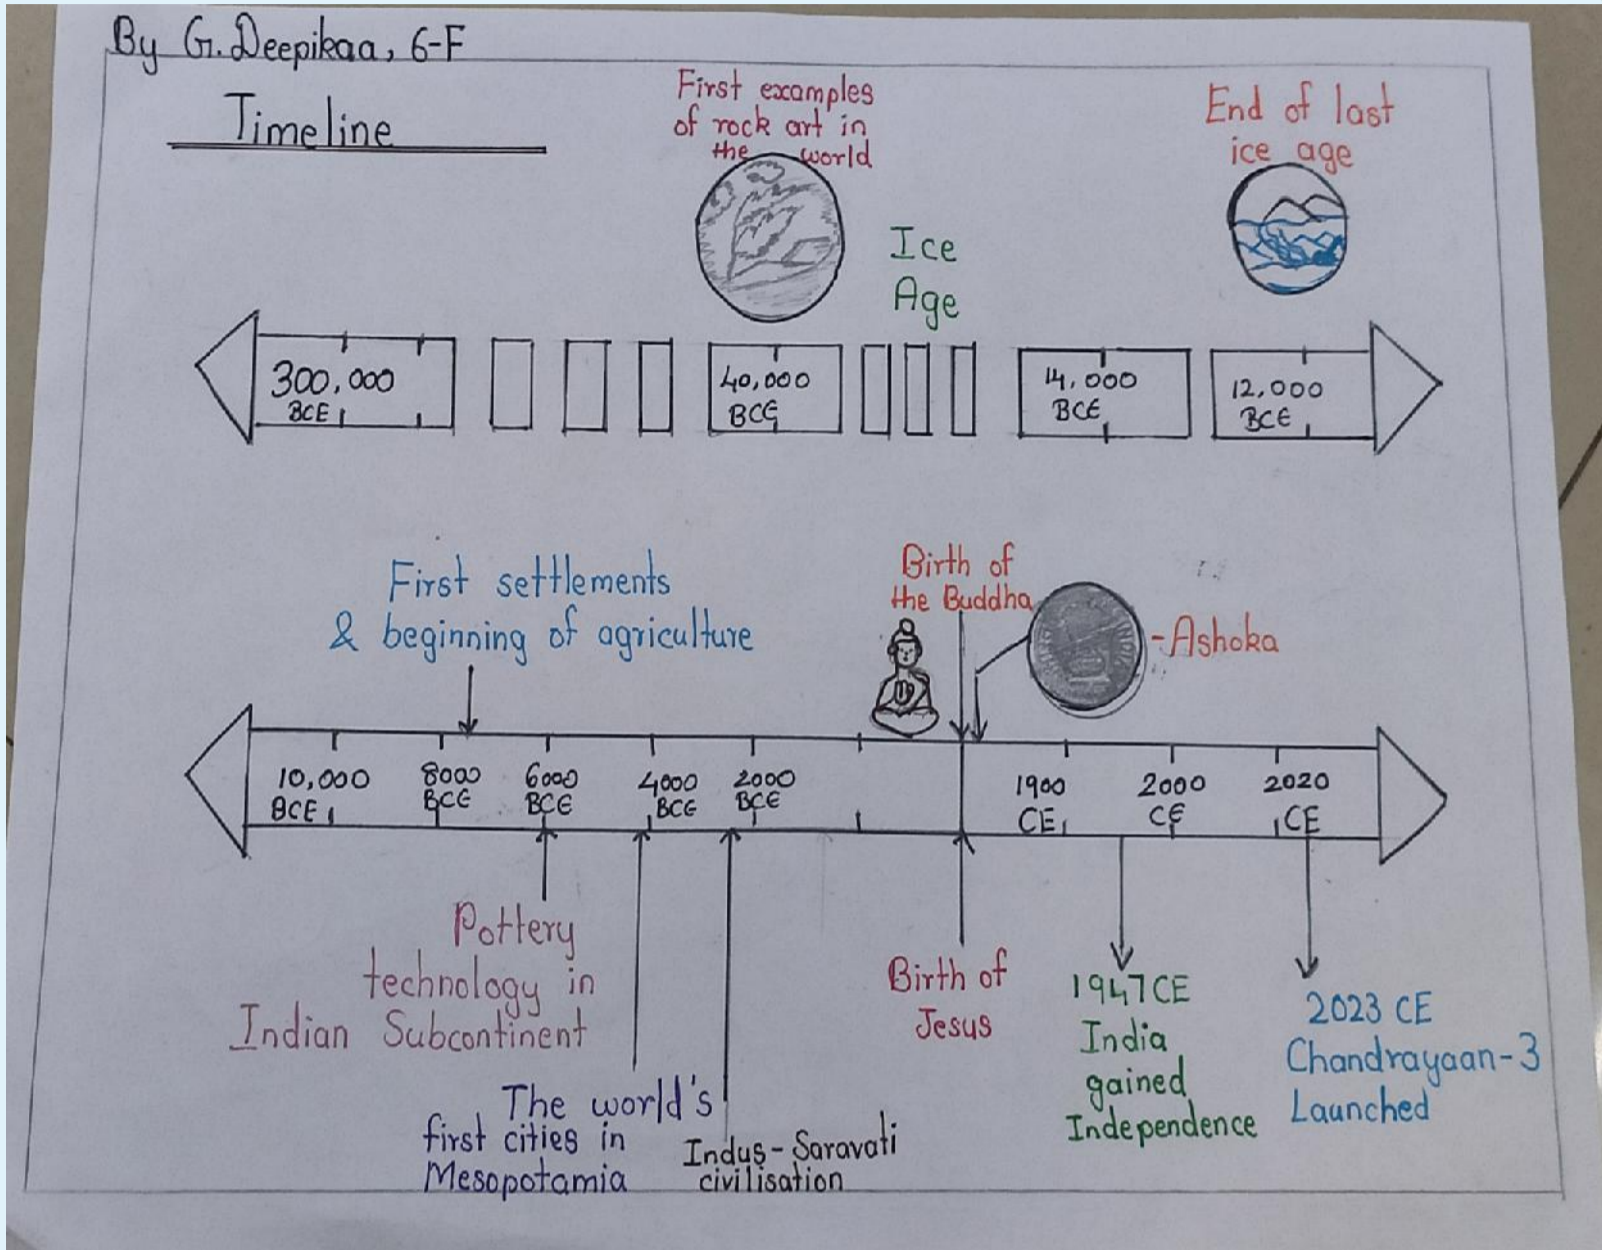 By G. Deepikaa, 6-F
Timeline
First examples
of rock art in
the world
End of last
ice age
Ice
Age
300,000
BCE
40,000
BCE
14,000
BCE
12,000
BCE
First settlements
& beginning of agriculture
Birth of
the Buddha
-Ashoka
10,000
BCE
8000
BCE
6000
BCE
4000
BCE
2000
BCE
1900
CE
2000
CE
2020
CE
Pottery
technology in
Indian Subcontinent
The world's
first cities in
Mesopotamia
Indus-Saravati
civilisation
Birth of
Jesus
1947CE
India
gained
Independence
2023 CE
Chandrayaan-3
Launched